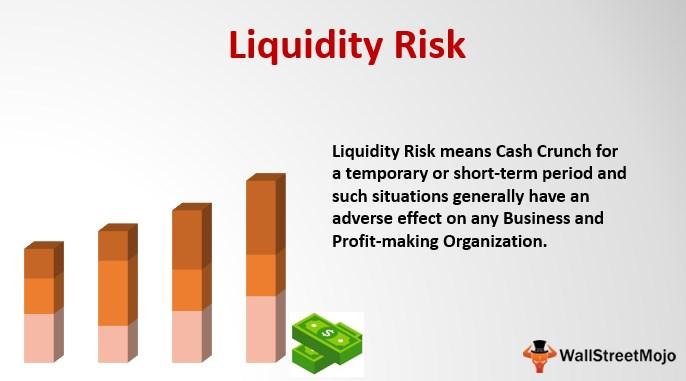 Liquidity Risk
Liquidity Risk means Cash Crunch for
a temporary or short-term period and
such situations generally have an
adverse effect on any Business and
Profit-making Organization.
$
WallStreetMojo